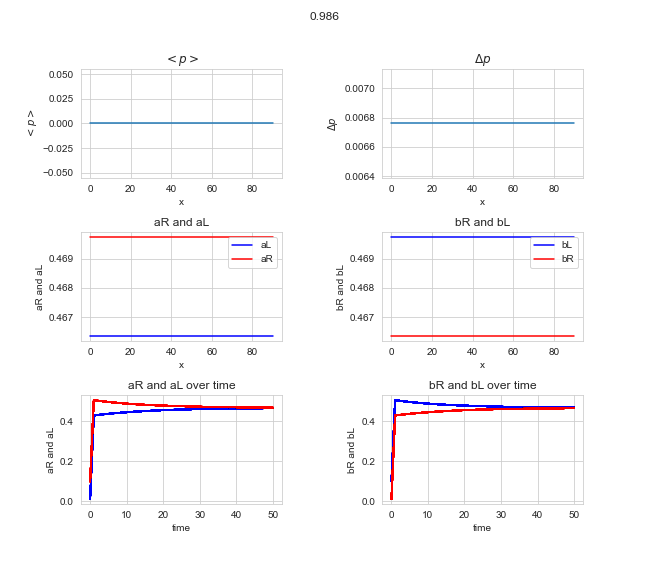 0.986
< p >
0.050
0.025
0.000
−0.025
−0.050
< p >
0 20 40 60 80
x
Δp
0.0070
0.0068
0.0066
0.0064
Δp
0 20 40 60 80
x
aR and aL
0.469
0.468
0.467
aR and aL
aL
aR
0 20 40 60 80
x
bR and bL
0.469
0.468
0.467
bR and bL
bL
bR
0 20 40 60 80
x
aR and aL over time
0.4
0.2
0.0
aR and aL
0 10 20 30 40 50
time
bR and bL over time
0.4
0.2
0.0
bR and bL
0 10 20 30 40 50
time